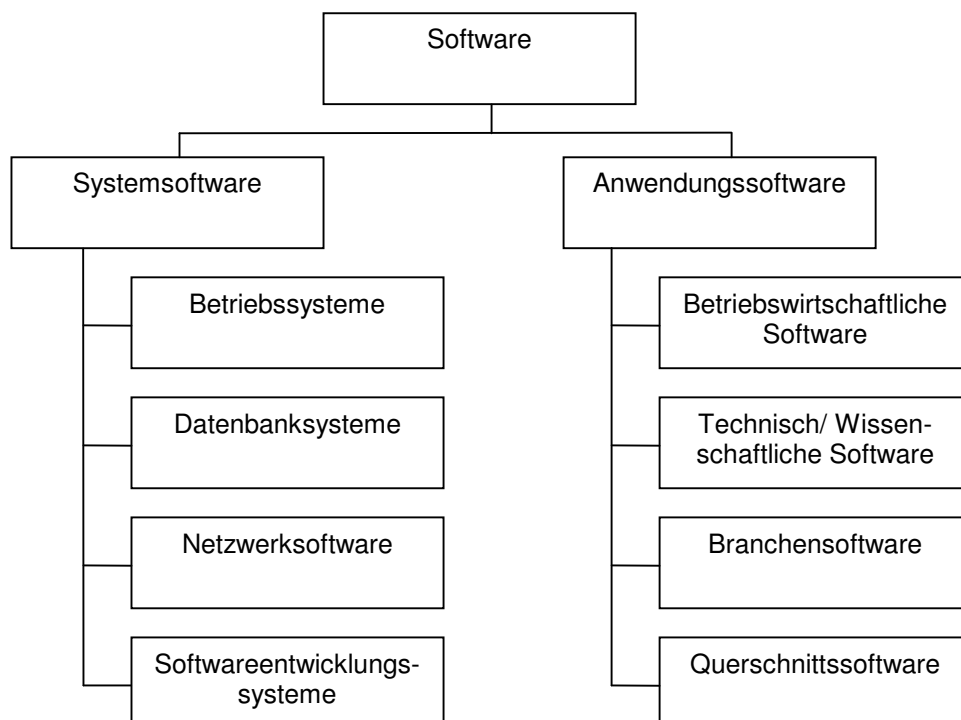 Software
Systemsoftware
Anwendungssoftware
Betriebssysteme
Datenbanksysteme
Netzwerksoftware
Softwareentwicklungs-
systeme
Betriebswirtschaftliche
Software
Technisch/ Wissen-
schaftliche Software
Branchensoftware
Querschnittssoftware